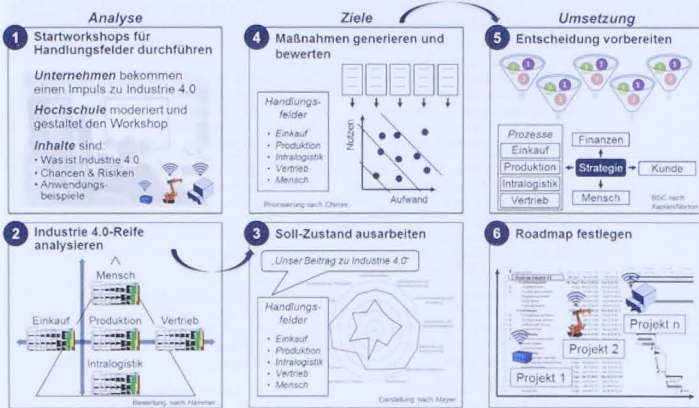 Analyse
1 Startworkshops für
Handlungsfelder durchführen
Unternehmen bekommen
einen Impuls zu Industrie 4.0
Hochschule moderiert und
gestaltet den Workshop
Inhalte sind:
• Was ist Industrie 4.0
• Chancen & Risiken
• Anwendungs-
beispiele
2 Industrie 4.0-Reife
analysieren
Mensch
Einkauf Produktion Vertrieb
Intralogistik
Bewertung nach
Ziele
4 Maßnahmen generieren und
bewerten
Handlungs-
felder
• Einkauf
• Produktion
• Intralogistik
• Vertrieb
• Mensch
Nutzen
Aufwand
Priorisierung nach
3 Soll-Zustand ausarbeiten
„Unser Beitrag zu Industrie 4.0“
Handlungs-
felder
• Einkauf
• Produktion
• Intralogistik
• Vertrieb
• Mensch
Darstellung nach Mayer
Umsetzung
5 Entscheidung vorbereiten
Prozesse
Einkauf
Produktion
Intralogistik
Vertrieb
Finanzen
Strategie
Kunde
Mensch
BSC nach
Kaplan/Norton
6 Roadmap festlegen
Projekt n
Projekt 2
Projekt 1